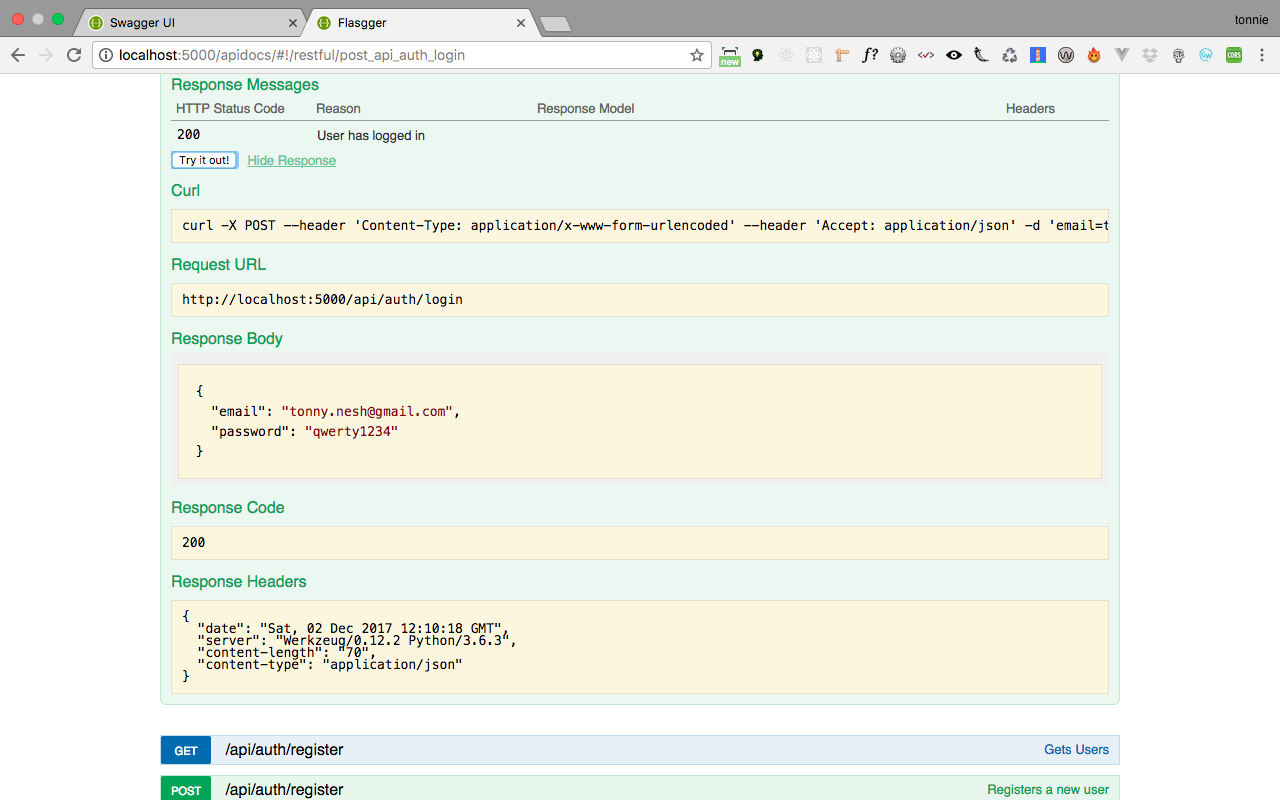 Swagger UI
Flasgger
tonnie
localhost:5000/apidocs/#!/restful/post_api_auth_login
new
f?
CORS
Response Messages
HTTP Status Code Reason Response Model Headers
200 User has logged in
Try it out! Hide Response
Curl
curl -X POST --header 'Content-Type: application/x-www-form-urlencoded' --header 'Accept: application/json' -d 'email=t
Request URL
http://localhost:5000/api/auth/login
Response Body
{
"email": "tonny.nesh@gmail.com",
"password": "qwerty1234"
}
Response Code
200
Response Headers
{
"date": "Sat, 02 Dec 2017 12:10:18 GMT",
"server": "Werkzeug/0.12.2 Python/3.6.3",
"content-length": "70",
"content-type": "application/json"
}
GET /api/auth/register Gets Users
POST /api/auth/register Registers a new user